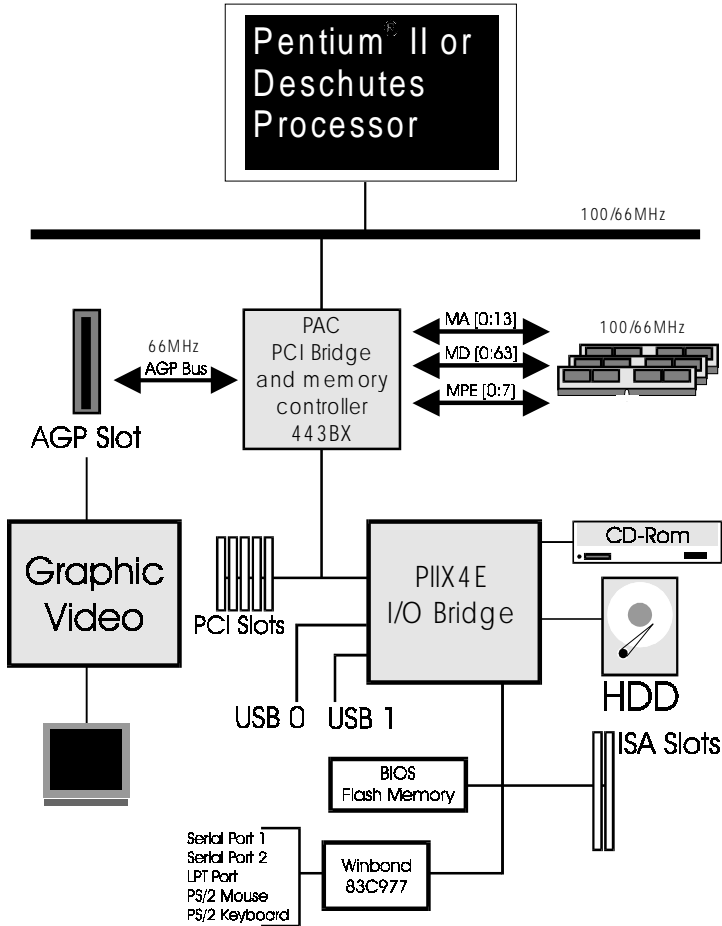 Pentium® II or
Deschutes
Processor
100/66MHz
PAC
PCI Bridge
and memory
controller
443BX
66MHz
AGP Bus
MA [0:13]
MD [0:63]
MPE [0:7]
100/66MHz
AGP Slot
Graphic
Video
PCI Slots
PIIX4E
I/O Bridge
CD-Rom
HDD
USB 0
USB 1
ISA Slots
BIOS
Flash Memory
Serial Port 1
Serial Port 2
LPT Port
PS/2 Mouse
PS/2 Keyboard
Winbond
83C977